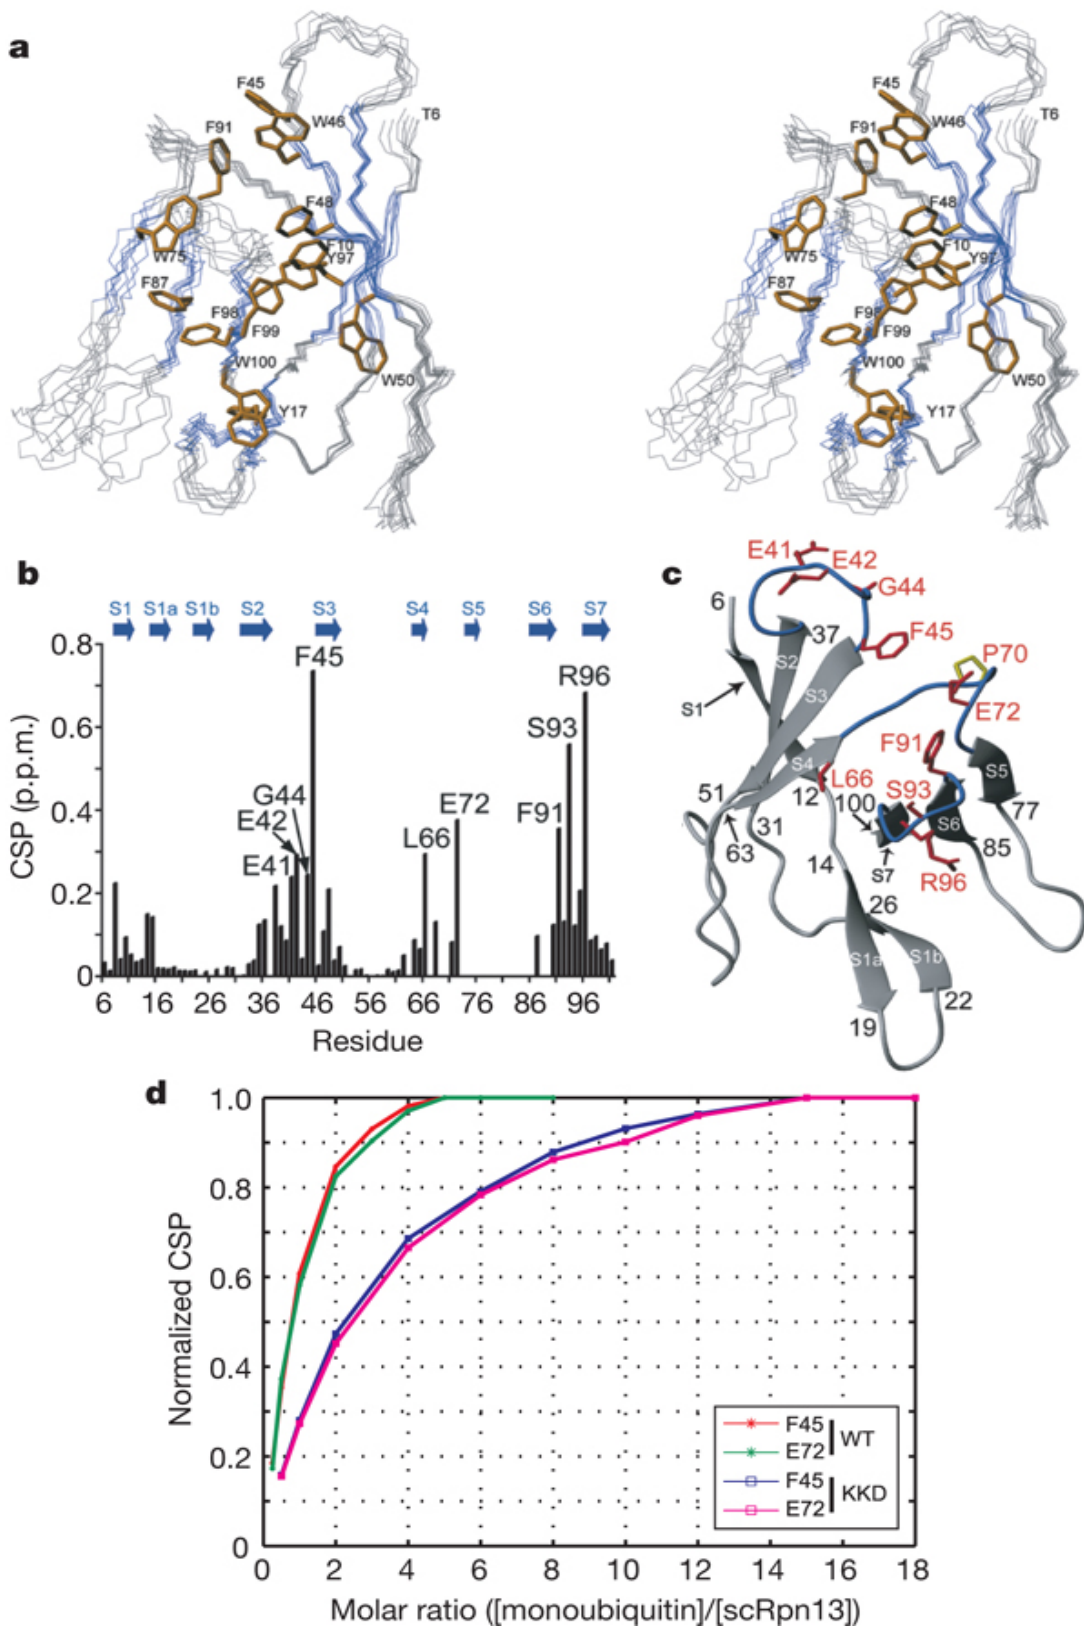 a
F45
W46
T6
F91
F48
F10
Y97
W75
F87
F98
F99
W100
W50
Y17
F45
W46
T6
F91
F48
F10
W75
F87
F99
W100
W50
Y17
b
S1 S1a S1b S2 S3 S4 S5 S6 S7
CSP (p.p.m.)
0.8
0.6
0.4
0.2
0
F45
R96
S93
G44
E42
E41
L66
E72
F91
6 16 26 36 46 56 66 76 86 96
Residue
c
E41
E42
G44
6
37
F45
S2
S3
P70
S1
E72
F91
S4
L66
S5
51
12
100
S93
77
63
31
S6
85
14
S7
R96
26
S1a
S1b
19
22
d
Normalized CSP
1.0
0.8
0.6
0.4
0.2
0
F45
E72
WT
F45
E72
KKD
0 2 4 6 8 10 12 14 16 18
Molar ratio ([monoubiquitin]/[scRpn13])